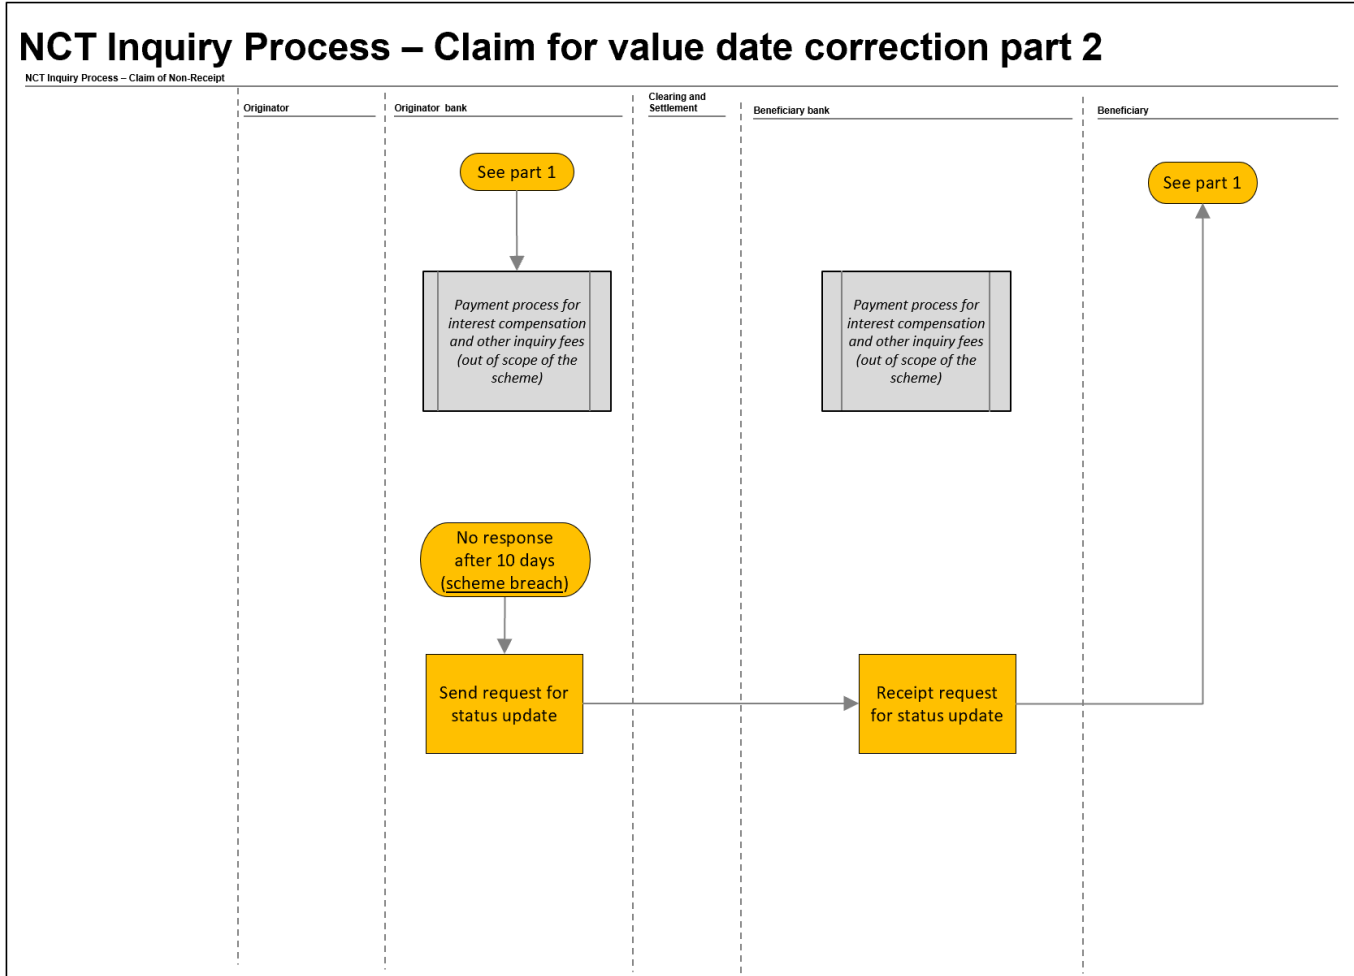 NCT Inquiry Process – Claim for value date correction part 2
NCT Inquiry Process – Claim of Non-Receipt
Originator
Originator bank
Clearing and
Settlement
Beneficiary bank
Beneficiary
See part 1
See part 1
Payment process for
interest compensation
and other inquiry fees
(out of scope of the
scheme)
Payment process for
interest compensation
and other inquiry fees
(out of scope of the
scheme)
No response
after 10 days
(scheme breach)
Send request for
status update
Receipt request
for status update